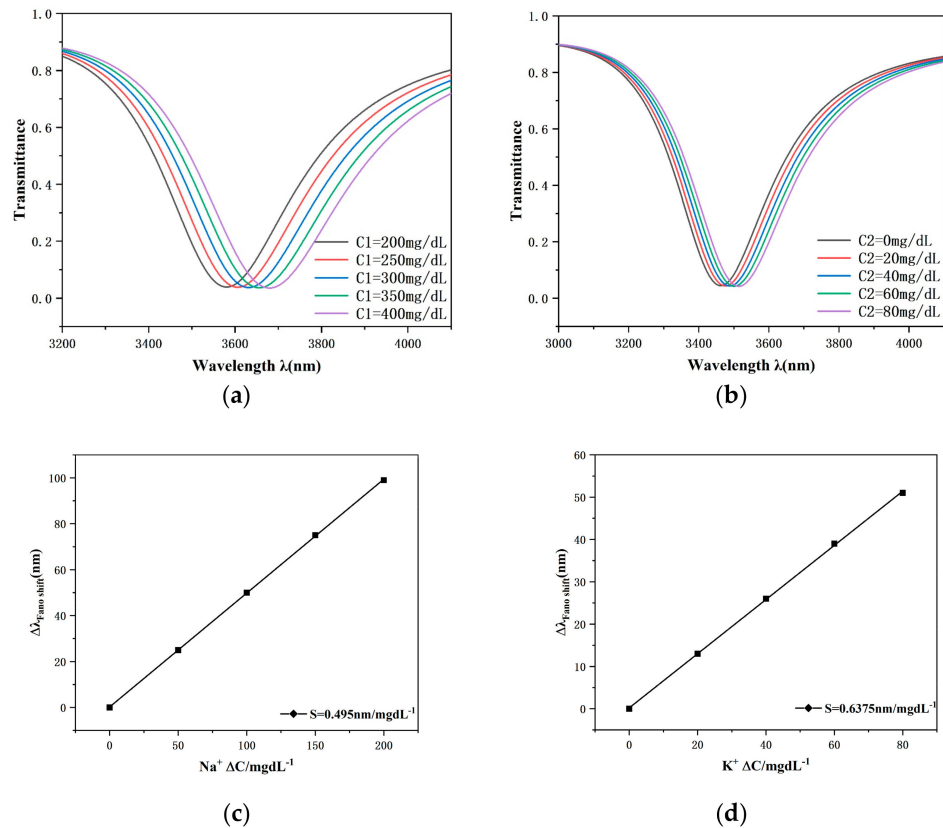 1.0
0.8
0.6
0.4
0.2
0.0
Transmittance
C1=200mg/dL
C1=250mg/dL
C1=300mg/dL
C1=350mg/dL
C1=400mg/dL
3200 3400 3600 3800 4000
Wavelength λ(nm)
(a)
1.0
0.8
0.6
0.4
0.2
0.0
Transmittance
C2=0mg/dL
C2=20mg/dL
C2=40mg/dL
C2=60mg/dL
C2=80mg/dL
3000 3200 3400 3600 3800 4000
Wavelength λ(nm)
(b)
100
80
60
40
20
0
Δλ_Fano shift(nm)
S=0.495nm/mgdL⁻¹
0 50 100 150 200
Na⁺ ΔC/mgdL⁻¹
(c)
60
50
40
30
20
10
0
Δλ_Fano shift(nm)
S=0.6375nm/mgdL⁻¹
0 20 40 60 80
K⁺ ΔC/mgdL⁻¹
(d)